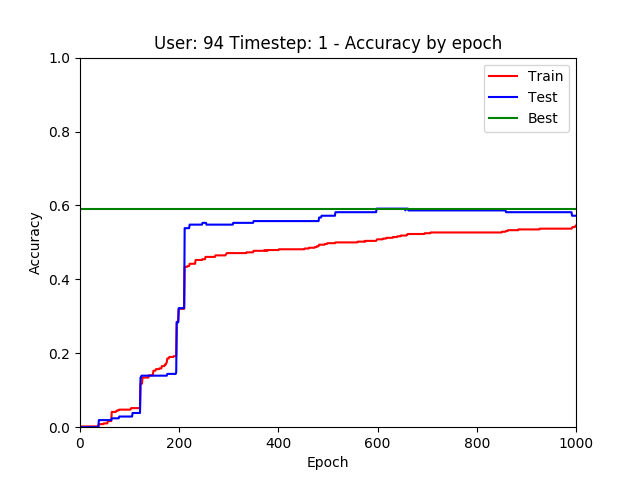 User: 94 Timestep: 1 - Accuracy by epoch
1.0
0.8
0.6
0.4
0.2
0.0
Accuracy
Train
Test
Best
0 200 400 600 800 1000
Epoch